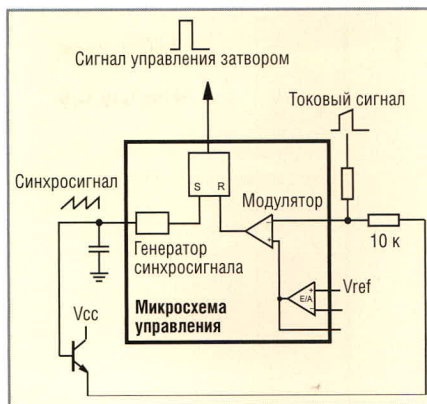 Сигнал управления затвором
Токовый сигнал
Синхросигнал
S R
Модулятор
10 к
Генератор
синхросигнала
Vref
E/A
Vcc
Микросхема
управления